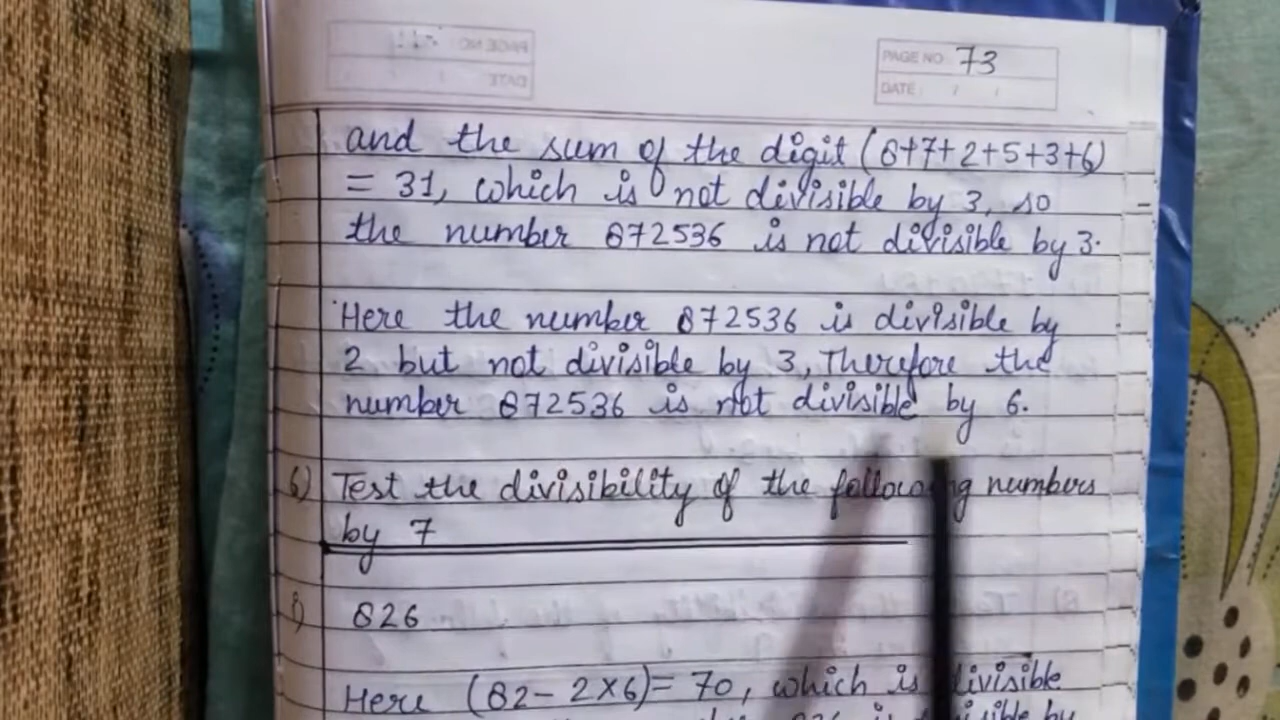 PAGE NO 73
DATE: / /
and the sum of the digit (8+7+2+5+3+6)
= 31, which is not divisible by 3, so
the number 872536 is not divisible by 3.
Here the number 872536 is divisible by
2 but not divisible by 3, Therefore the
number 872536 is not divisible by 6.
6) Test the divisibility of the following numbers
by 7
i) 826
Here (82-2×6)= 70, which is divisible
826 is by